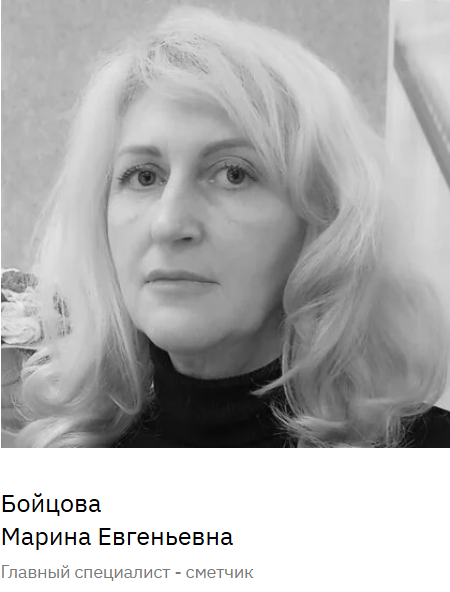 Бойцова
Марина Евгеньевна
Главный специалист - сметчик